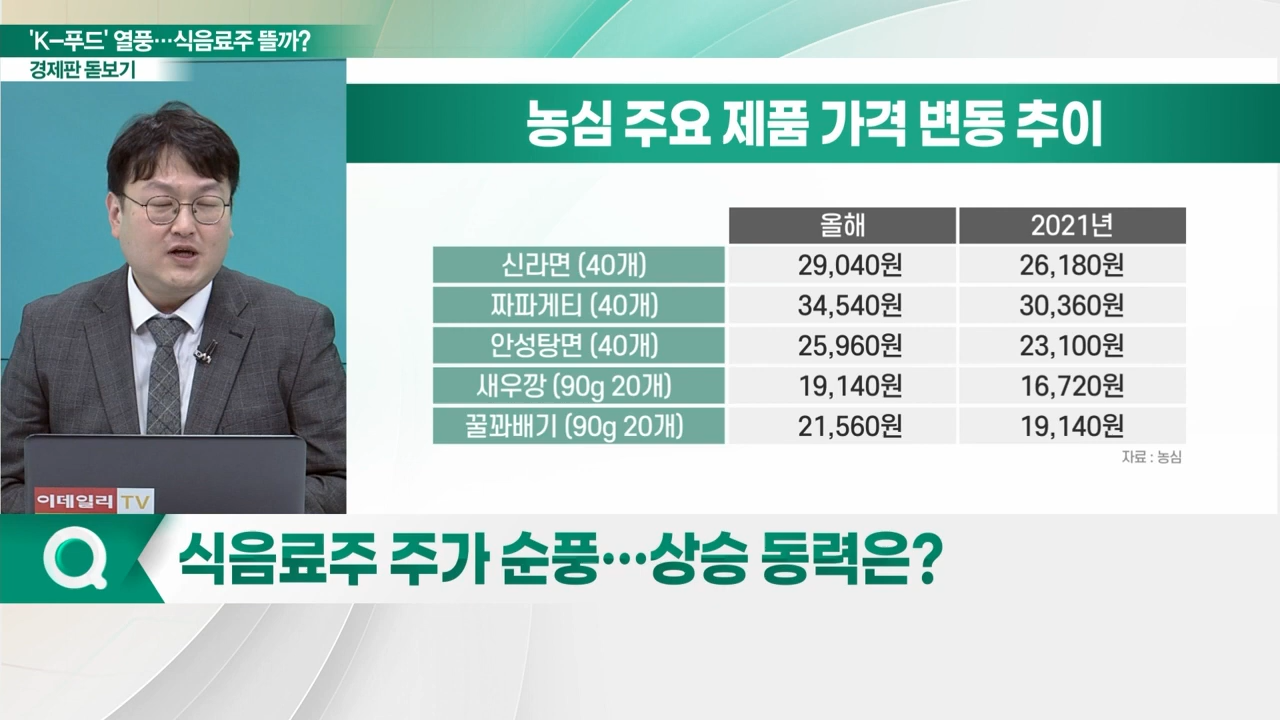 'K-푸드' 열풍…식음료주 뜰까?
경제판 돋보기
농심 주요 제품 가격 변동 추이
올해 2021년
신라면 (40개) 29,040원 26,180원
짜파게티 (40개) 34,540원 30,360원
안성탕면 (40개) 25,960원 23,100원
새우깡 (90g 20개) 19,140원 16,720원
꿀꽈배기 (90g 20개) 21,560원 19,140원
자료 : 농심
이데일리 TV
식음료주 주가 순풍…상승 동력은?